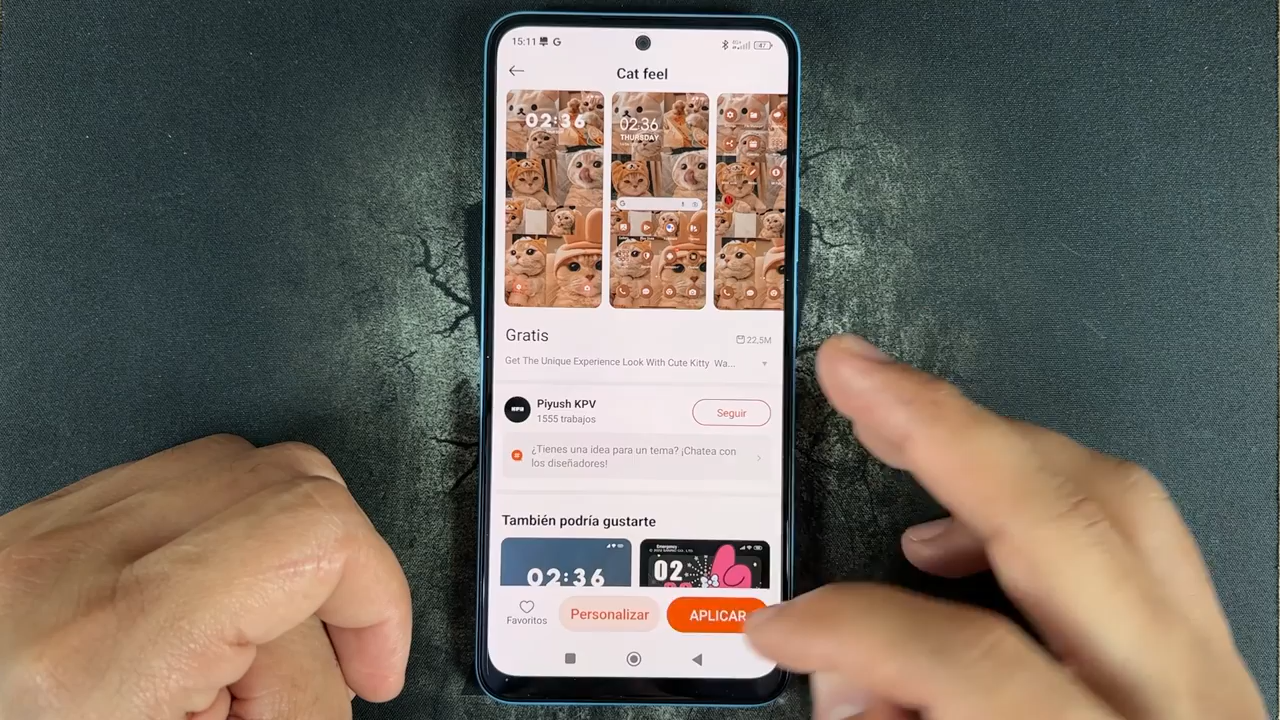 15:11
47
Cat feel
02:36
02:36
THURSDAY
Gratis
22,5M
Get The Unique Experience Look With Cute Kitty Wa...
Piyush KPV
1555 trabajos
Seguir
¿Tienes una idea para un tema? ¡Chatea con
los diseñadores!
También podría gustarte
02:36
02
Favoritos
Personalizar
APLICAR